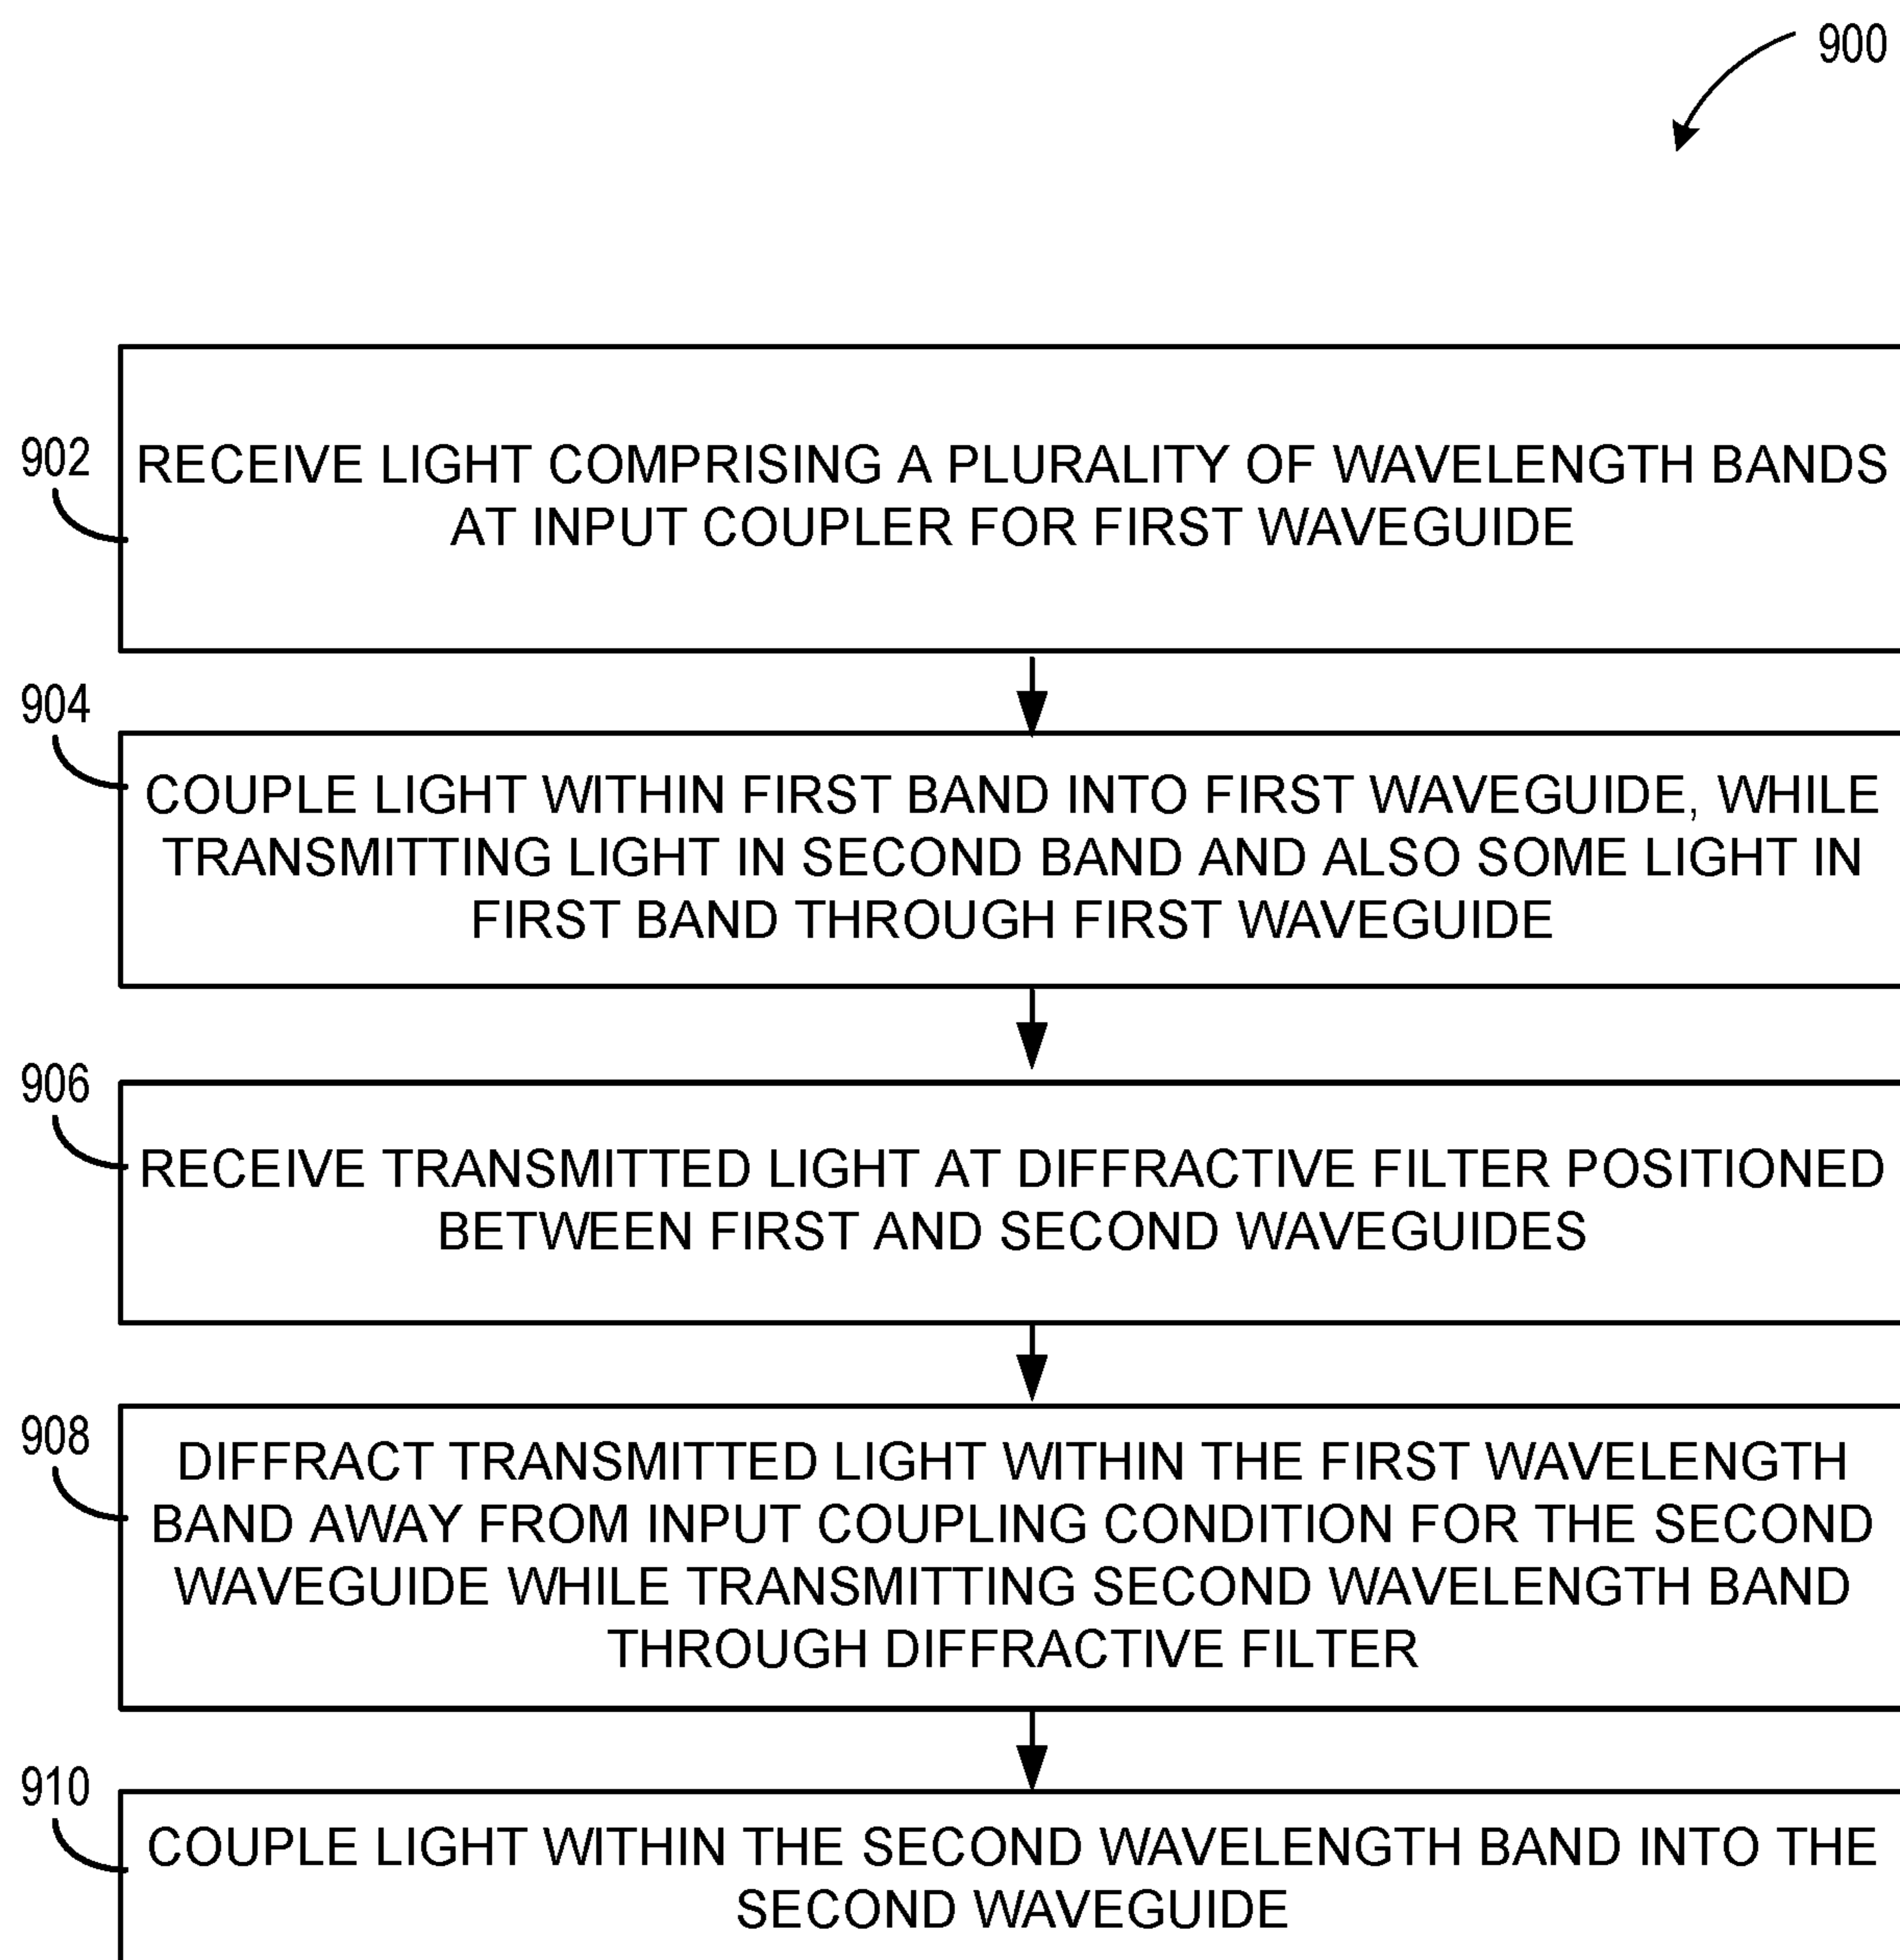 900
902
RECEIVE LIGHT COMPRISING A PLURALITY OF WAVELENGTH BANDS
AT INPUT COUPLER FOR FIRST WAVEGUIDE
904
COUPLE LIGHT WITHIN FIRST BAND INTO FIRST WAVEGUIDE, WHILE
TRANSMITTING LIGHT IN SECOND BAND AND ALSO SOME LIGHT IN
FIRST BAND THROUGH FIRST WAVEGUIDE
906
RECEIVE TRANSMITTED LIGHT AT DIFFRACTIVE FILTER POSITIONED
BETWEEN FIRST AND SECOND WAVEGUIDES
908
DIFFRACT TRANSMITTED LIGHT WITHIN THE FIRST WAVELENGTH
BAND AWAY FROM INPUT COUPLING CONDITION FOR THE SECOND
WAVEGUIDE WHILE TRANSMITTING SECOND WAVELENGTH BAND
THROUGH DIFFRACTIVE FILTER
910
COUPLE LIGHT WITHIN THE SECOND WAVELENGTH BAND INTO THE
SECOND WAVEGUIDE